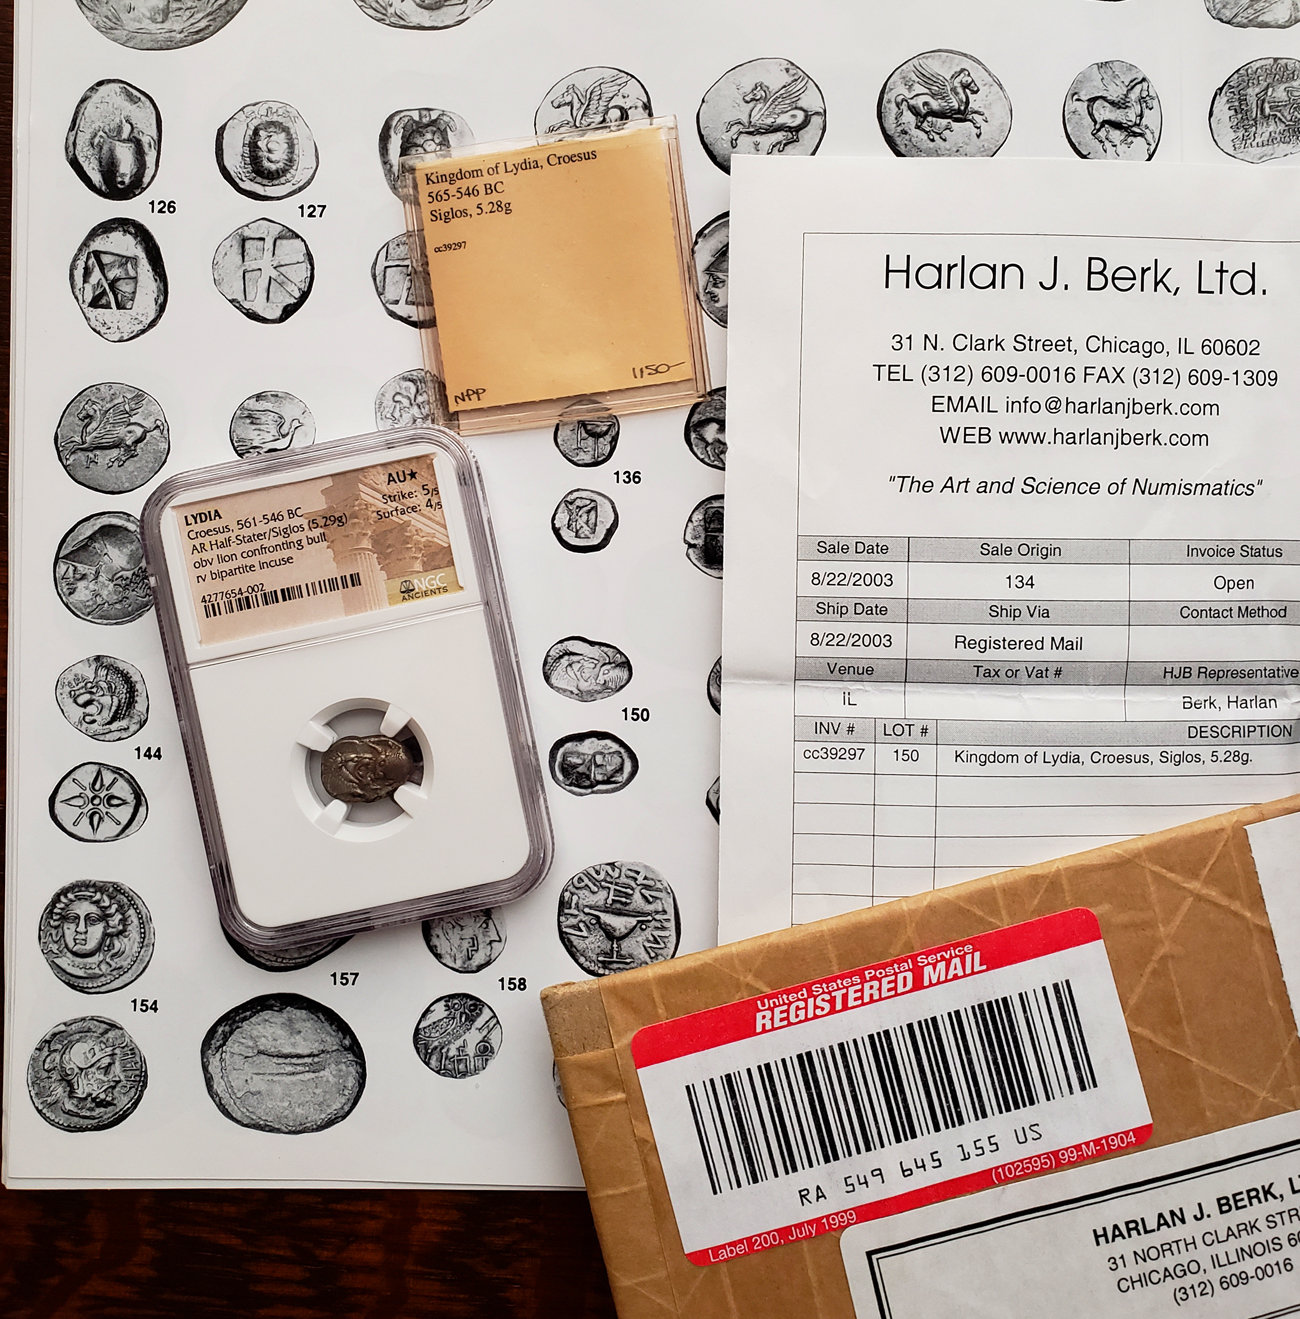 126
127
136
144
150
154
157
158
Kingdom of Lydia, Croesus
565-546 BC
Siglos, 5.28g
cc39297
NPP
1150-
LYDIA
Croesus, 561-546 BC
AR Half-Stater/Siglos (5.29g)
obv lion confronting bull
rv bipartite incuse
4277654-002
AU★
Strike: 5/5
Surface: 4/5
NGC
ANCIENTS
Harlan J. Berk, Ltd.
31 N. Clark Street, Chicago, IL 60602
TEL (312) 609-0016 FAX (312) 609-1309
EMAIL info@harlanjberk.com
WEB www.harlanjberk.com
"The Art and Science of Numismatics"
Sale Date Sale Origin Invoice Status
8/22/2003 134 Open
Ship Date Ship Via Contact Method
8/22/2003 Registered Mail
Venue Tax or Vat # HJB Representative
IL Berk, Harlan
INV # LOT # DESCRIPTION
cc39297 150 Kingdom of Lydia, Croesus, Siglos, 5.28g.
United States Postal Service
REGISTERED MAIL
RA 549 645 155 US
Label 200, July 1999 (102595) 99-M-1904
HARLAN J. BERK,
31 NORTH CLARK
CHICAGO, ILLINOIS
(312) 609-0016